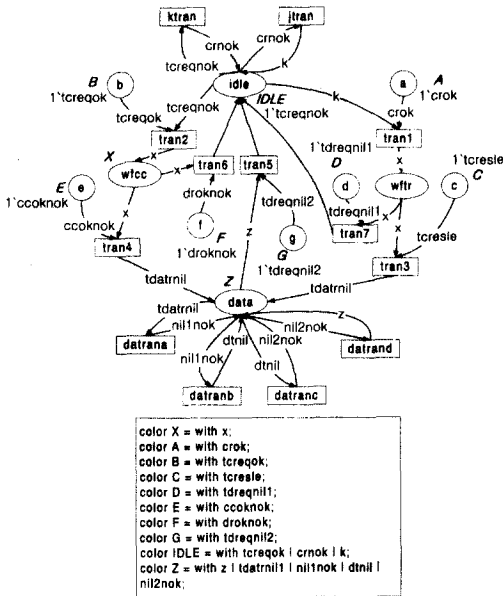 ktran
jtran
crnok
crnok
tcreqnok
k
B
b
1`tcreqok
idle
IDLE
1`tcreqnok
a
A
1`crok
tcreqok
tcreqnok
k
crok
tran2
tran1
X
x
wfcc
x
tran6
tran5
1`tdreqnil1
D
x
1`tcresle
C
E
e
1`ccoknok
droknok
tdreqnil2
d
wftr
c
ccoknok
x
f
F
1`droknok
z
g
G
1`tdreqnil2
tdreqnil1
x
x
tcresle
tran4
tran7
tran3
tdatrnil
Z
data
tdatrnil
tdatrnil
nil1nok
z
nil2nok
datrana
datrand
nil1nok
dtnil
nil2nok
dtnil
datranb
datranc
color X = with x;
color A = with crok;
color B = with tcreqok;
color C = with tcresle;
color D = with tdreqnil1;
color E = with ccoknok;
color F = with droknok;
color G = with tdreqnil2;
color IDLE = with tcreqok | crnok | k;
color Z = with z | tdatrnil1 | nil1nok | dtnil |
nil2nok;